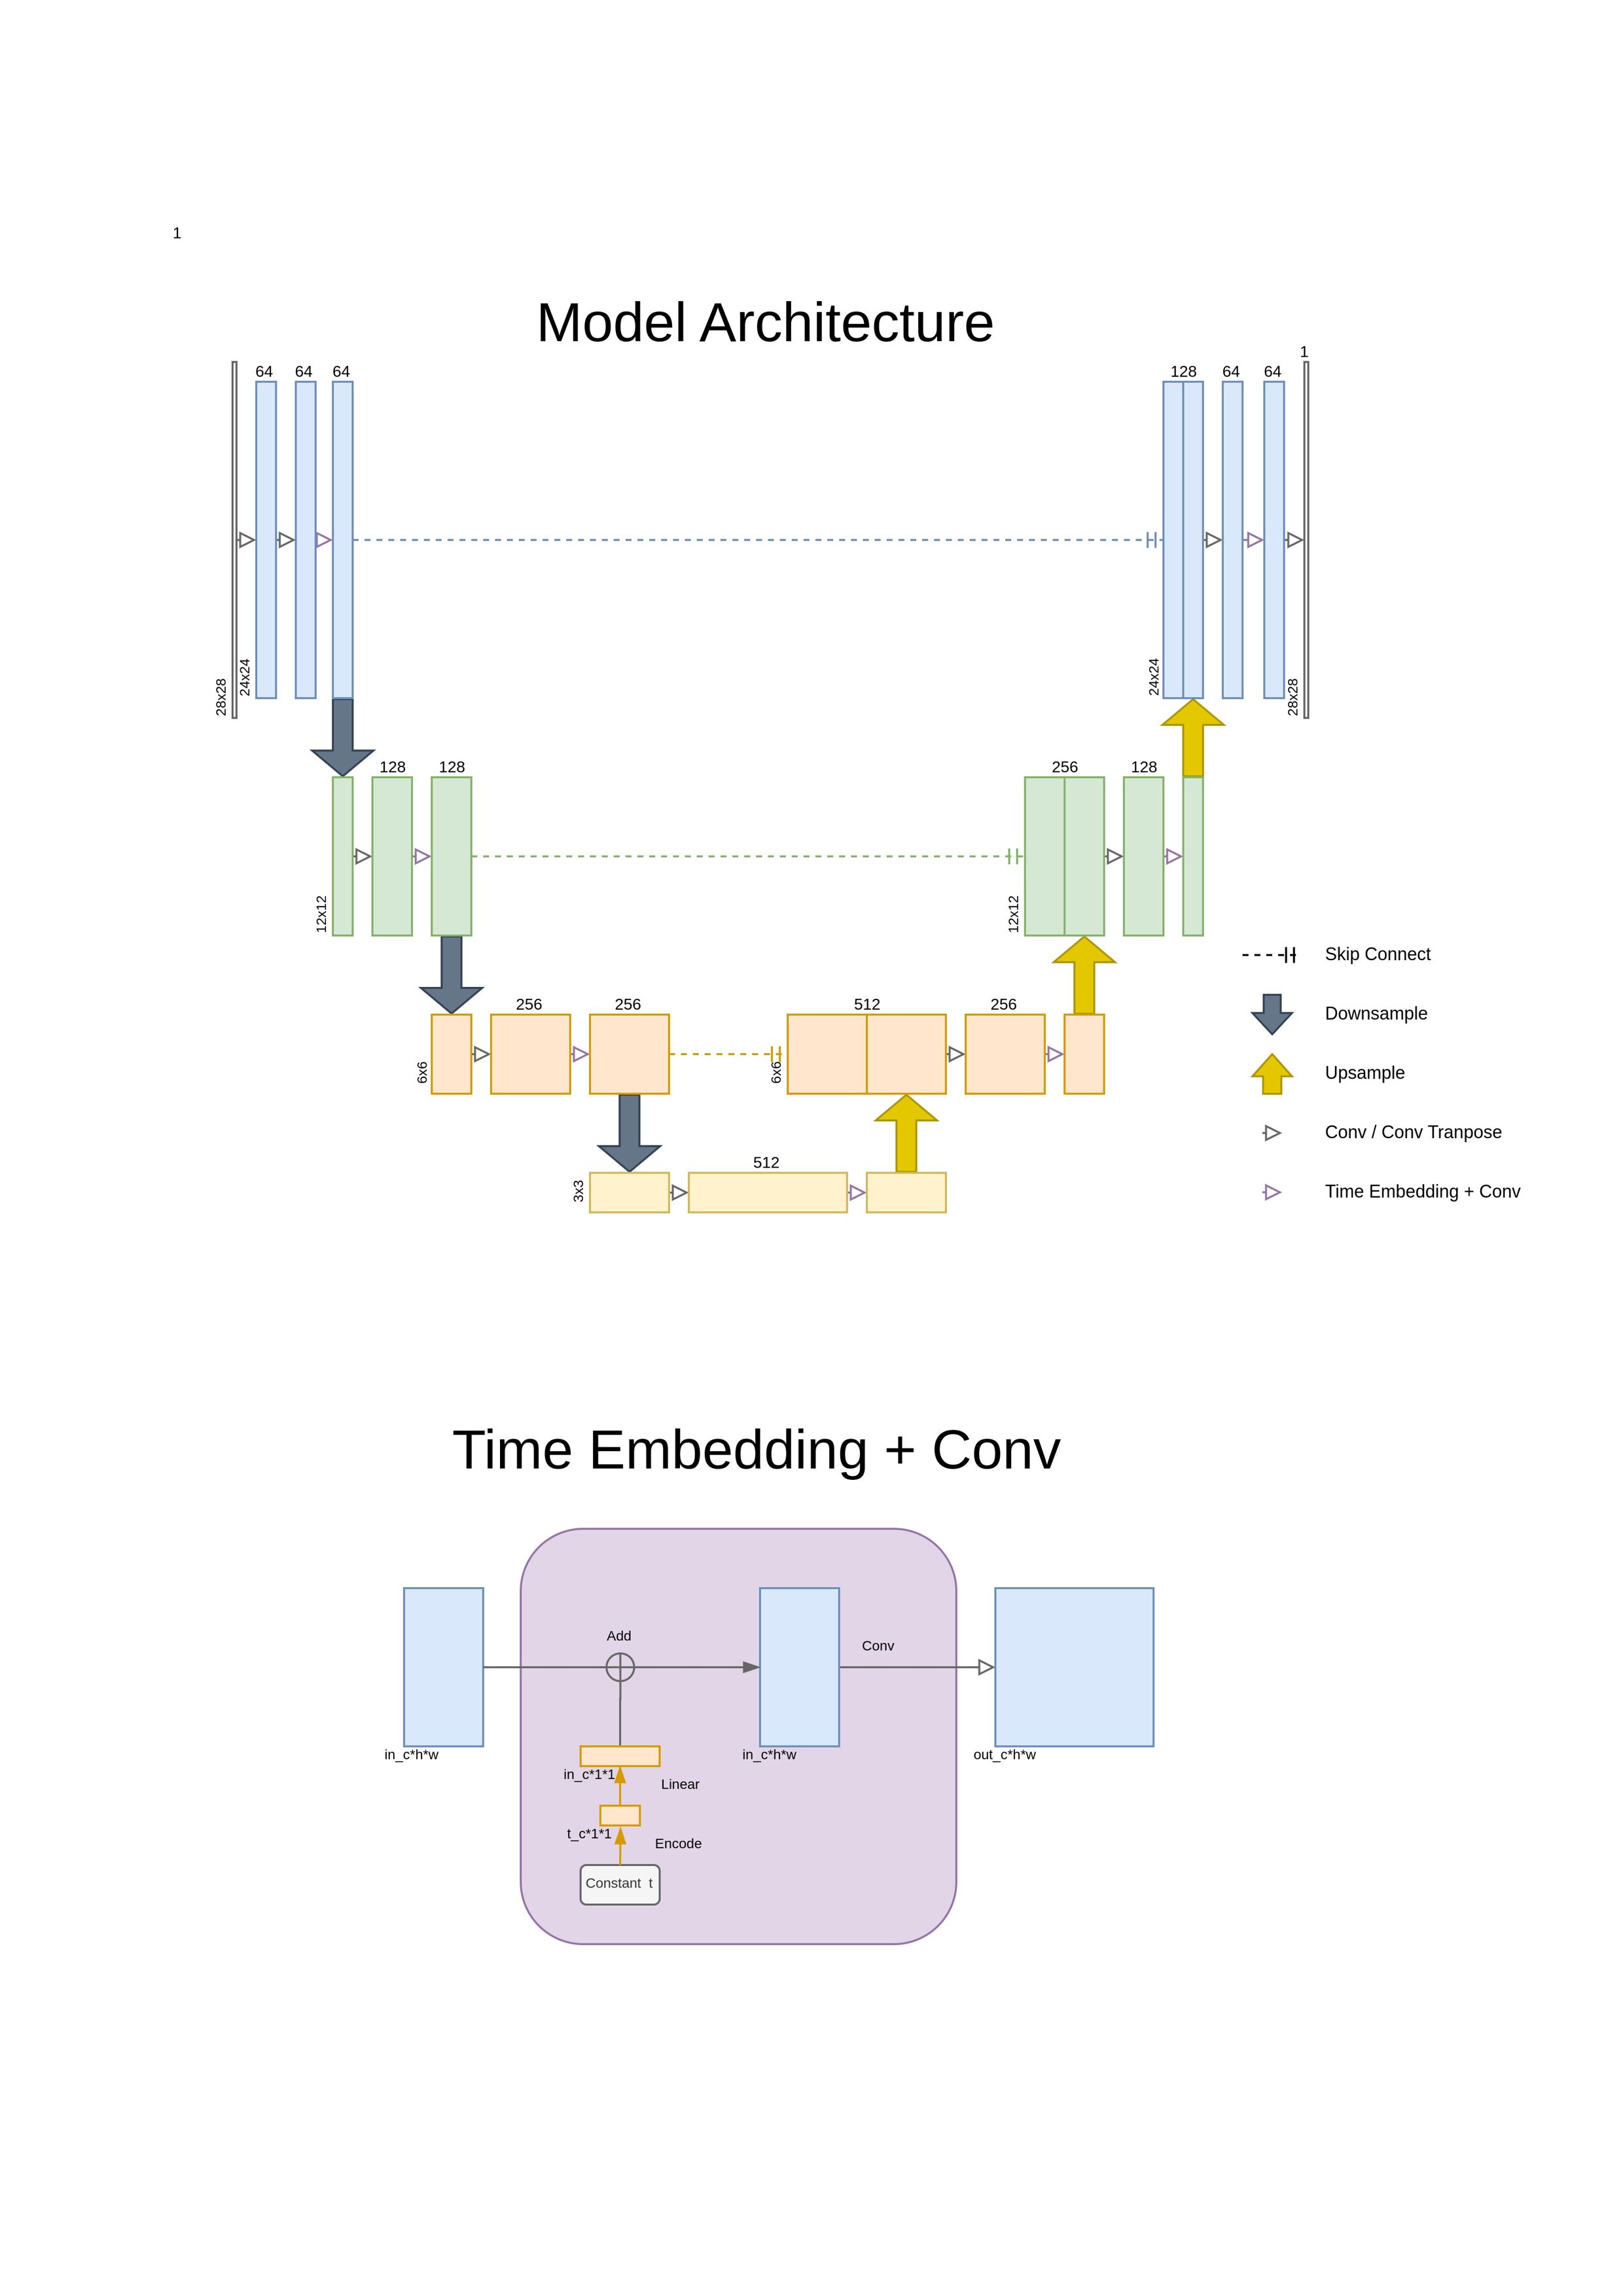 1
Model Architecture
1
64
64
64
128
64
64
28x28
24x24
24x24
28x28
128
128
256
128
12x12
12x12
Skip Connect
256
256
512
256
Downsample
6x6
6x6
Upsample
Conv / Conv Tranpose
512
3x3
Time Embedding + Conv
Time Embedding + Conv
Add
Conv
in_c*h*w
in_c*h*w
out_c*h*w
in_c*1*1
Linear
t_c*1*1
Encode
Constant t